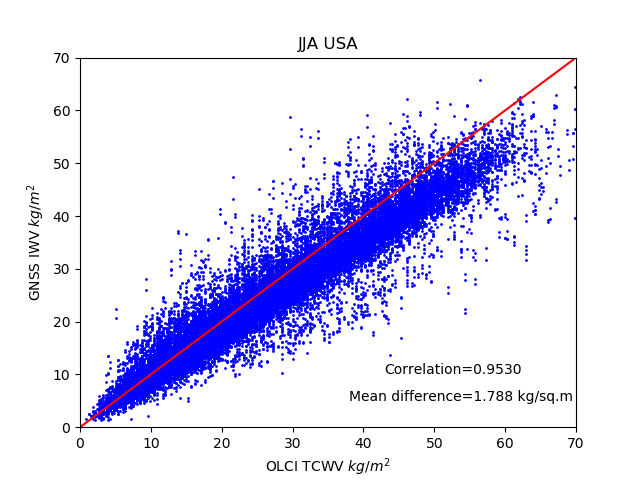 JJA USA
70
60
50
40
30
20
10
0
GNSS IWV kg/m²
Correlation=0.9530
Mean difference=1.788 kg/sq.m
0 10 20 30 40 50 60 70
OLCI TCWV kg/m²